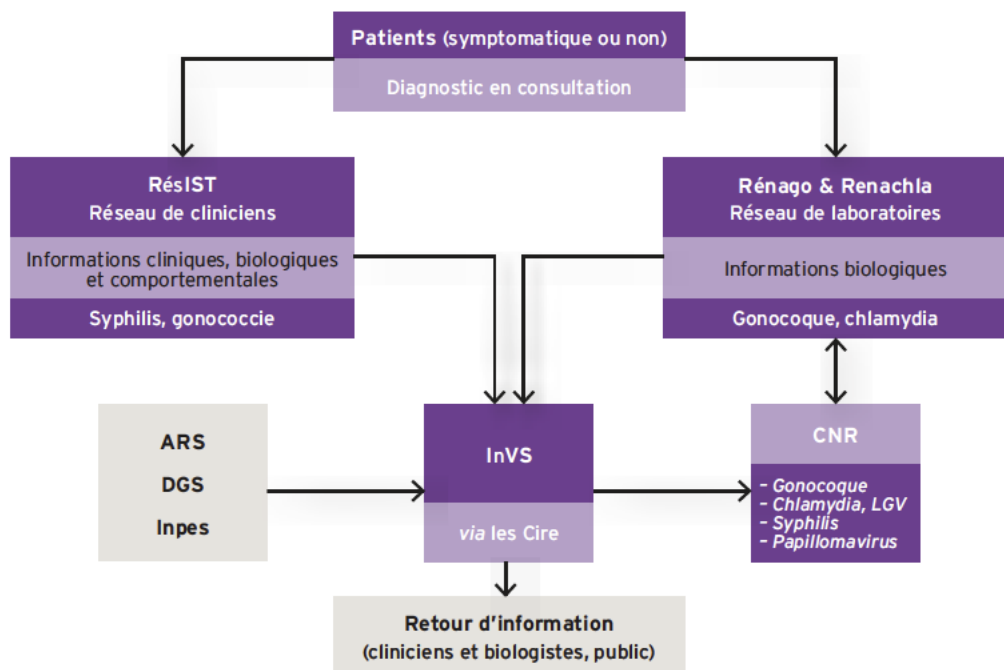 Patients (symptomatique ou non)
Diagnostic en consultation
RésIST
Réseau de cliniciens
Informations cliniques, biologiques
et comportementales
Syphilis, gonococcie
Rénago & Renachla
Réseau de laboratoires
Informations biologiques
Gonocoque, chlamydia
ARS
DGS
Inpes
InVS
via les Cire
CNR
– Gonocoque
– Chlamydia, LGV
– Syphilis
– Papillomavirus
Retour d’information
(cliniciens et biologistes, public)